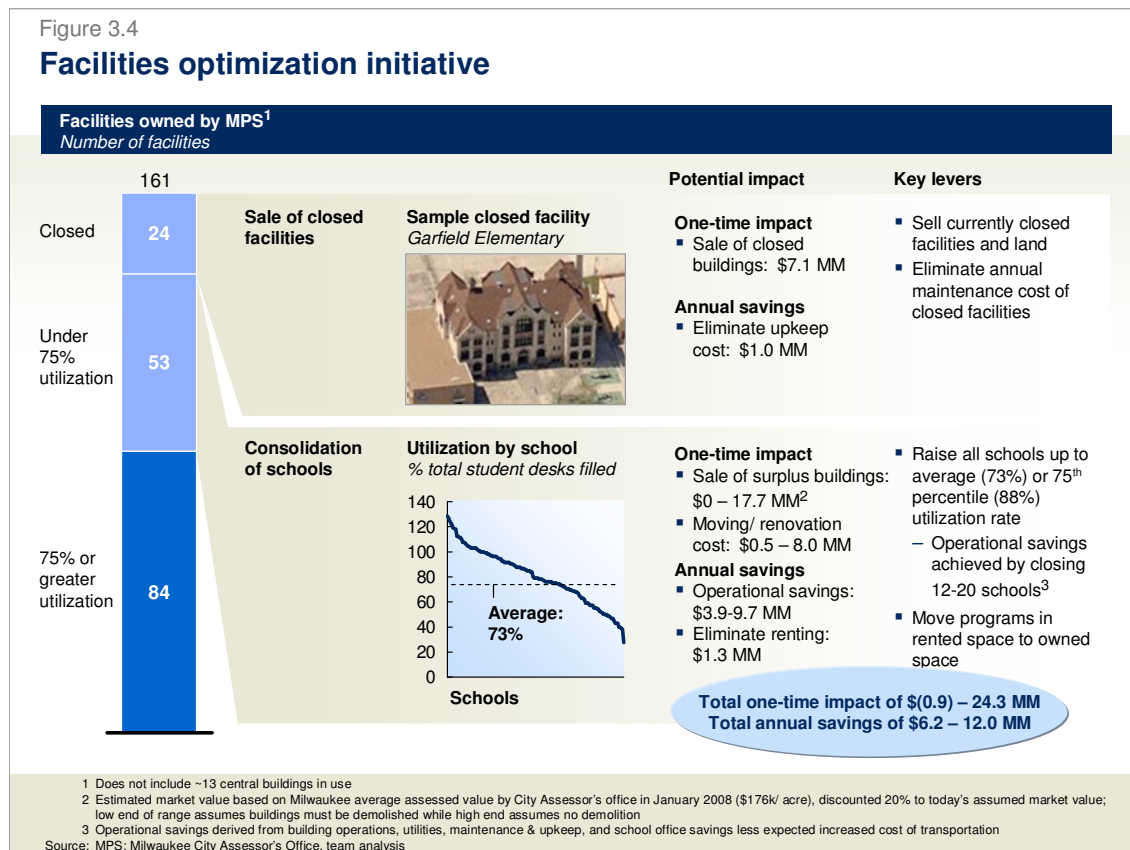 Figure 3.4
Facilities optimization initiative
Facilities owned by MPS1
Number of facilities
161
Closed
24
Under
75%
utilization
53
75% or
greater
utilization
84
Sale of closed
facilities
Sample closed facility
Garfield Elementary
Potential impact
One-time impact
▪ Sale of closed
buildings: $7.1 MM
Annual savings
▪ Eliminate upkeep
cost: $1.0 MM
Key levers
▪ Sell currently closed
facilities and land
▪ Eliminate annual
maintenance cost of
closed facilities
Consolidation
of schools
Utilization by school
% total student desks filled
140
120
100
80
60
40
20
0
Average:
73%
Schools
One-time impact
▪ Sale of surplus buildings:
$0 – 17.7 MM2
▪ Moving/ renovation
cost: $0.5 – 8.0 MM
Annual savings
▪ Operational savings:
$3.9-9.7 MM
▪ Eliminate renting:
$1.3 MM
▪ Raise all schools up to
average (73%) or 75th
percentile (88%)
utilization rate
– Operational savings
achieved by closing
12-20 schools3
▪ Move programs in
rented space to owned
space
Total one-time impact of $(0.9) – 24.3 MM
Total annual savings of $6.2 – 12.0 MM
1 Does not include ~13 central buildings in use
2 Estimated market value based on Milwaukee average assessed value by City Assessor's office in January 2008 ($176k/ acre), discounted 20% to today's assumed market value;
low end of range assumes buildings must be demolished while high end assumes no demolition
3 Operational savings derived from building operations, utilities, maintenance & upkeep, and school office savings less expected increased cost of transportation
Source: MPS; Milwaukee City Assessor's Office, team analysis